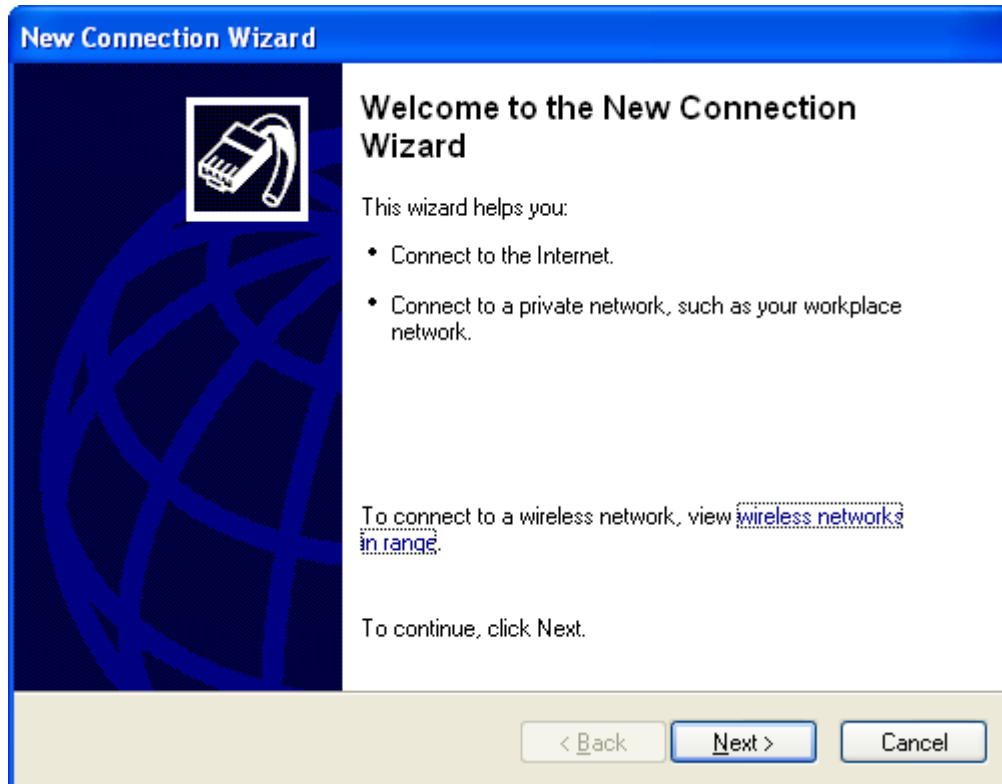 New Connection Wizard
Welcome to the New Connection
Wizard
This wizard helps you:
• Connect to the Internet.
• Connect to a private network, such as your workplace
network.
To connect to a wireless network, view wireless networks
in range.
To continue, click Next.
< Back
Next >
Cancel